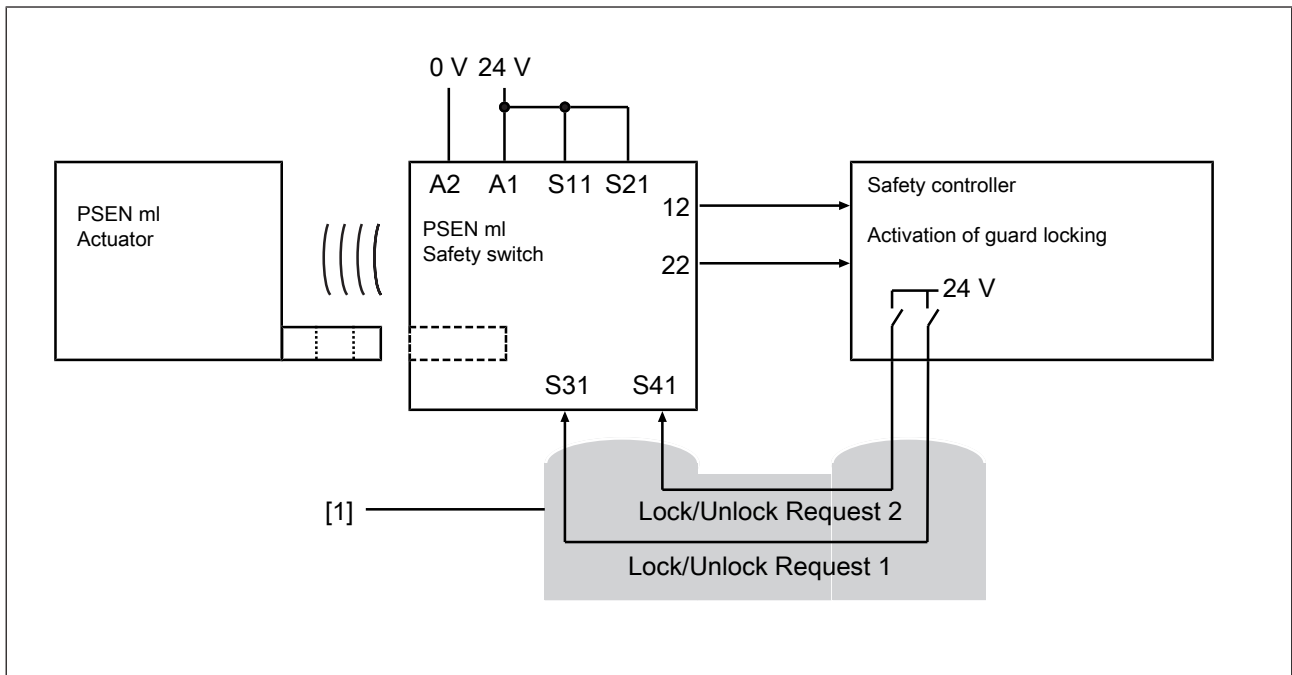 0 V 24 V
A2 A1 S11 S21
12
22
PSEN ml
Actuator
PSEN ml
Safety switch
Safety controller
Activation of guard locking
24 V
S31 S41
[1]
Lock/Unlock Request 2
Lock/Unlock Request 1